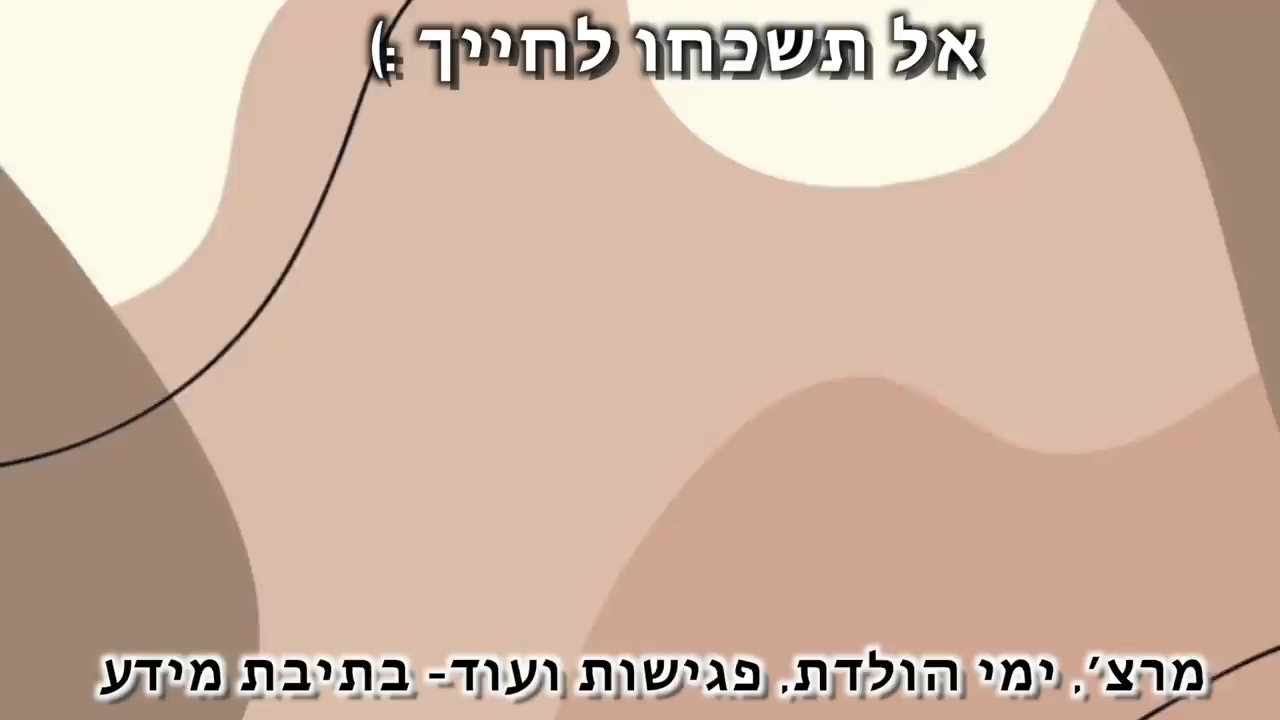 אל תשכחו לחייך :)
מרצ', ימי הולדת, פגישות ועוד- בתיבת מידע